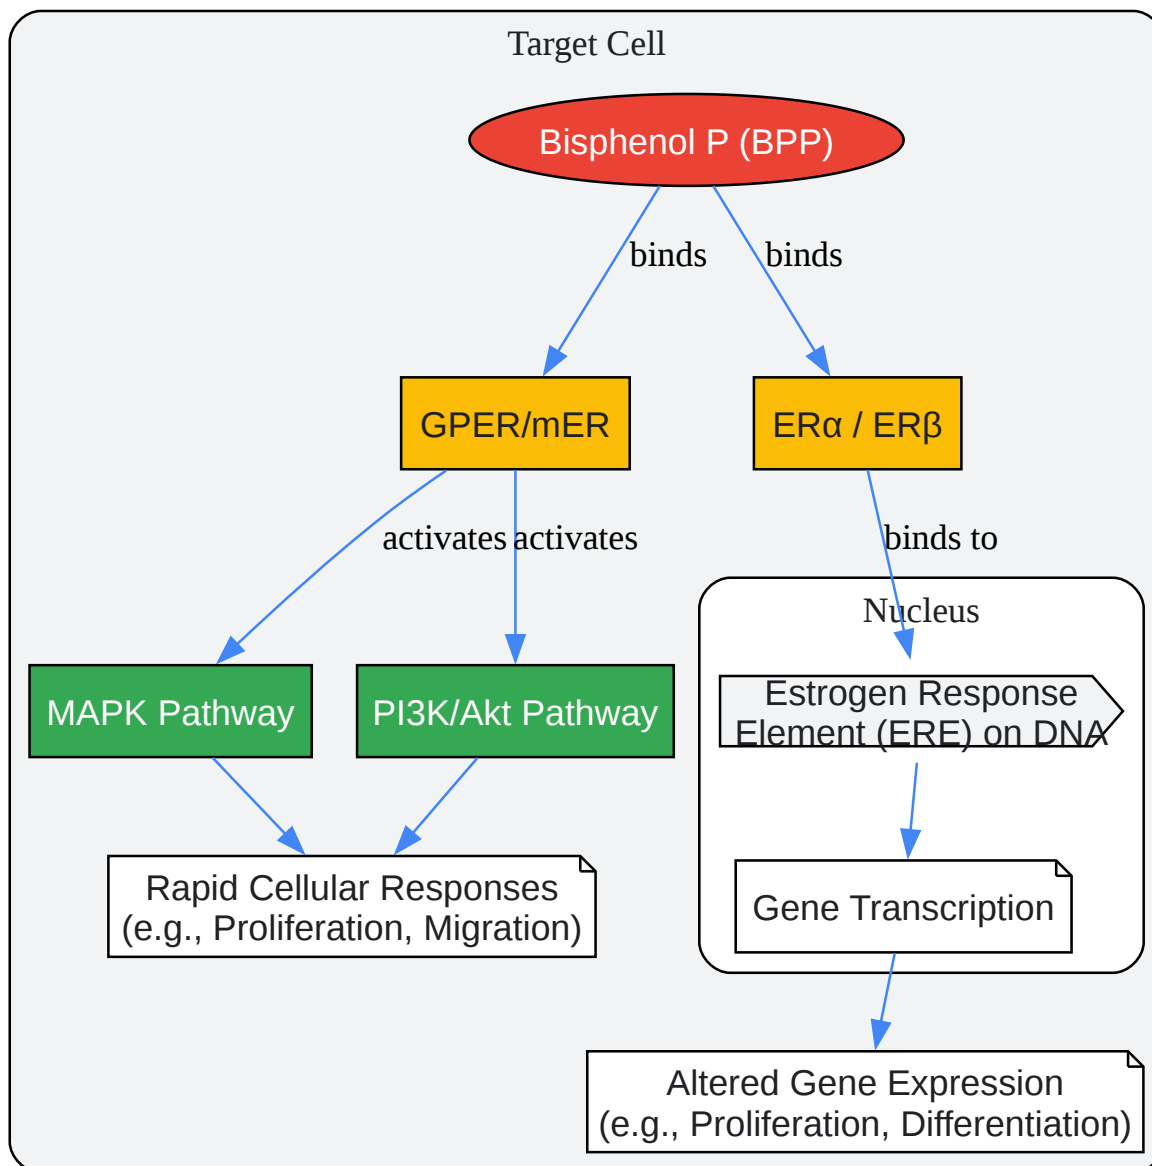 Target Cell
Bisphenol P (BPP)
binds
binds
GPER/mER
ERα / ERβ
activates
activates
binds to
Nucleus
MAPK Pathway
PI3K/Akt Pathway
Estrogen Response
Element (ERE) on DNA
Rapid Cellular Responses
(e.g., Proliferation, Migration)
Gene Transcription
Altered Gene Expression
(e.g., Proliferation, Differentiation)